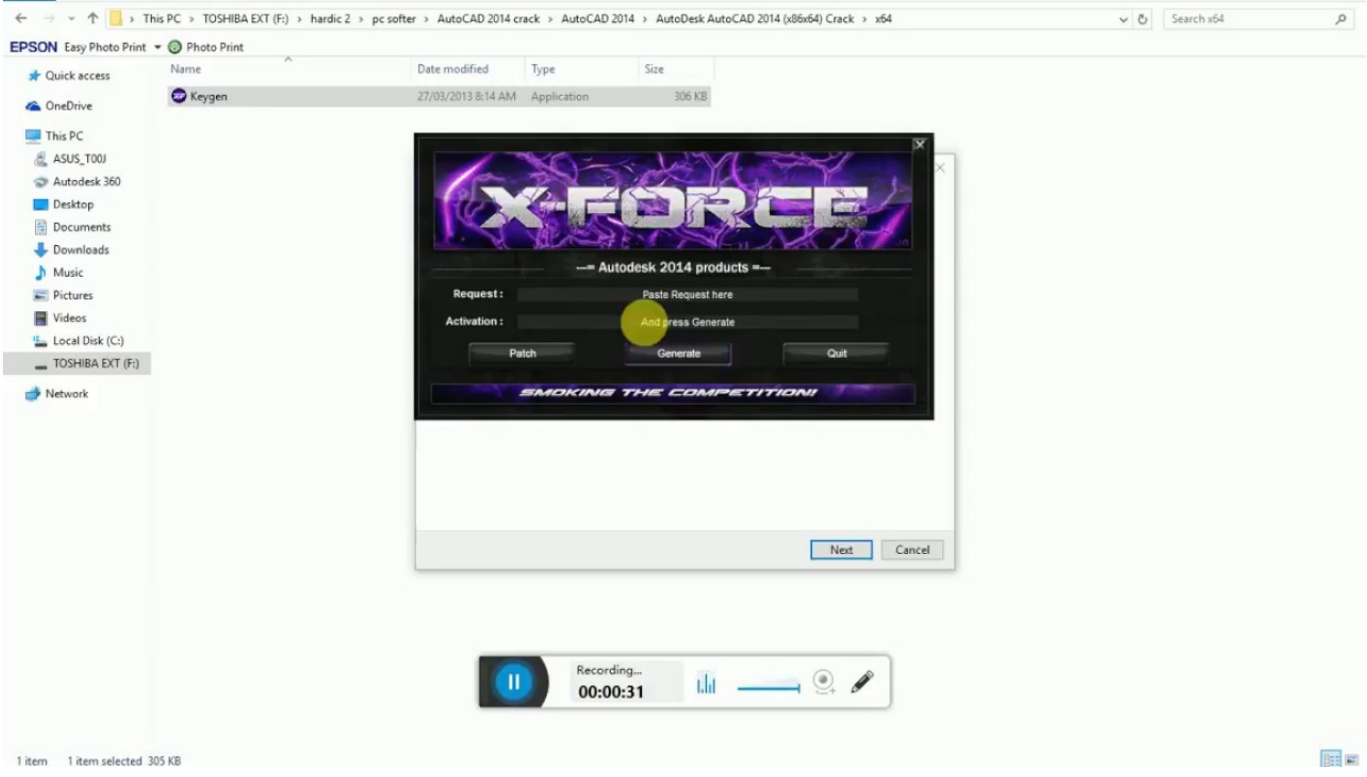 This PC > TOSHIBA EXT (F:) > hardic 2 > pc softer > AutoCAD 2014 crack > AutoCAD 2014 > AutoDesk AutoCAD 2014 (x86x64) Crack > x64
Search x64
EPSON Easy Photo Print Photo Print
Quick access
Name Date modified Type Size
Keygen 27/03/2013 8:14 AM Application 306 KB
OneDrive
This PC
ASUS_T00J
Autodesk 360
Desktop
Documents
Downloads
Music
Pictures
Videos
Local Disk (C:)
TOSHIBA EXT (F:)
Network
X-FORCE
---= Autodesk 2014 products =---
Request : Paste Request here
Activation : And press Generate
Patch Generate Quit
SMOKING THE COMPETITION!
Next Cancel
Recording...
00:00:31
1 item 1 item selected 305 KB